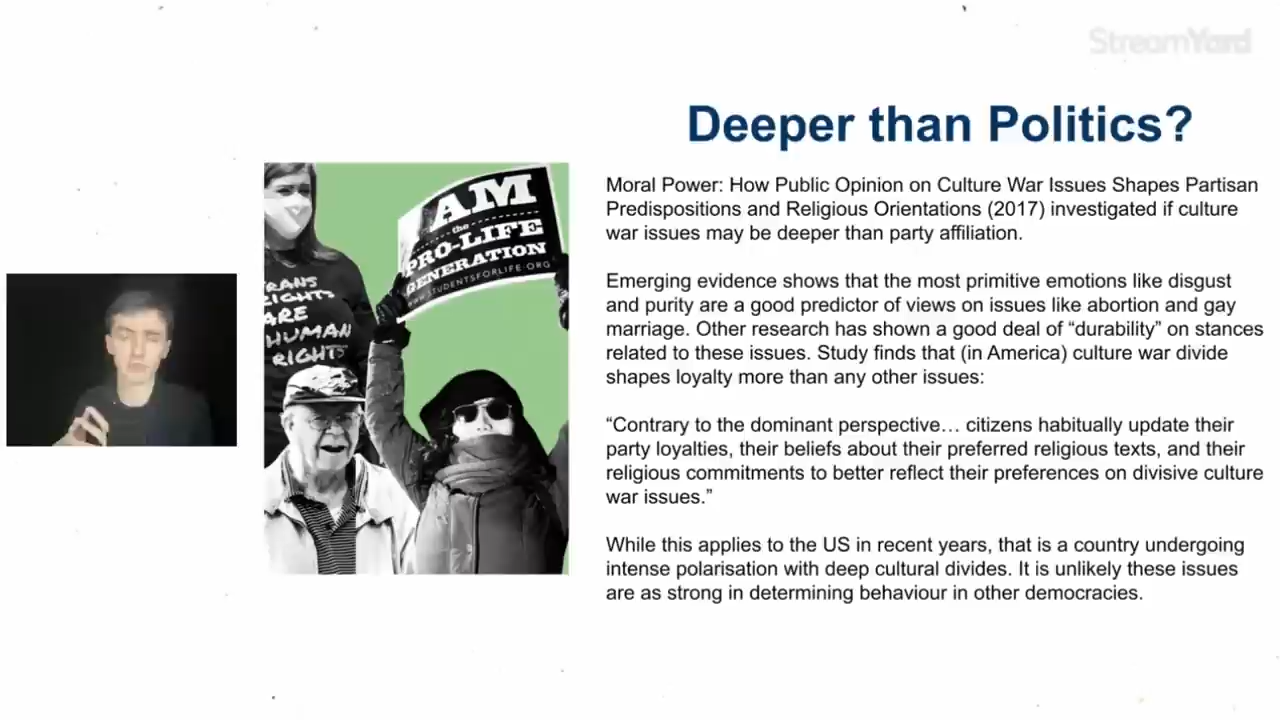 StreamYard
Deeper than Politics?
Moral Power: How Public Opinion on Culture War Issues Shapes Partisan
Predispositions and Religious Orientations (2017) investigated if culture
war issues may be deeper than party affiliation.
Emerging evidence shows that the most primitive emotions like disgust
and purity are a good predictor of views on issues like abortion and gay
marriage. Other research has shown a good deal of “durability” on stances
related to these issues. Study finds that (in America) culture war divide
shapes loyalty more than any other issues:
“Contrary to the dominant perspective… citizens habitually update their
party loyalties, their beliefs about their preferred religious texts, and their
religious commitments to better reflect their preferences on divisive culture
war issues.”
While this applies to the US in recent years, that is a country undergoing
intense polarisation with deep cultural divides. It is unlikely these issues
are as strong in determining behaviour in other democracies.
AM
the
PRO-LIFE
GENERATION
WWW.STUDENTSFORLIFE.ORG
RANS
RIGHTS
ARE
HUMAN
RIGHTS